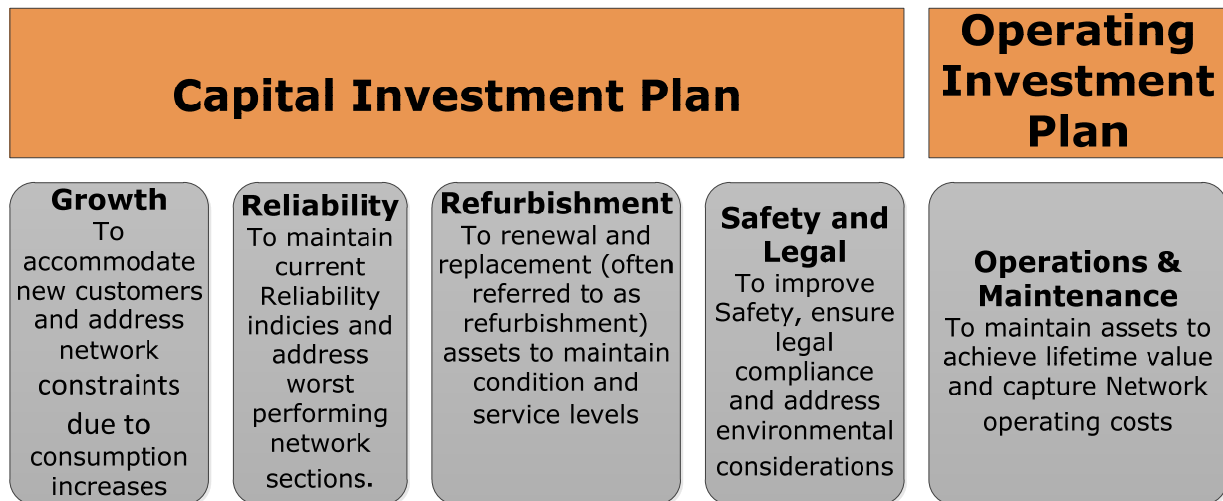 Capital Investment Plan
Operating
Investment
Plan
Growth
To
accommodate
new customers
and address
network
constraints
due to
consumption
increases
Reliability
To maintain
current
Reliability
indicies and
address
worst
performing
network
sections.
Refurbishment
To renewal and
replacement (often
referred to as
refurbishment)
assets to maintain
condition and
service levels
Safety and
Legal
To improve
Safety, ensure
legal
compliance
and address
environmental
considerations
Operations &
Maintenance
To maintain assets to
achieve lifetime value
and capture Network
operating costs